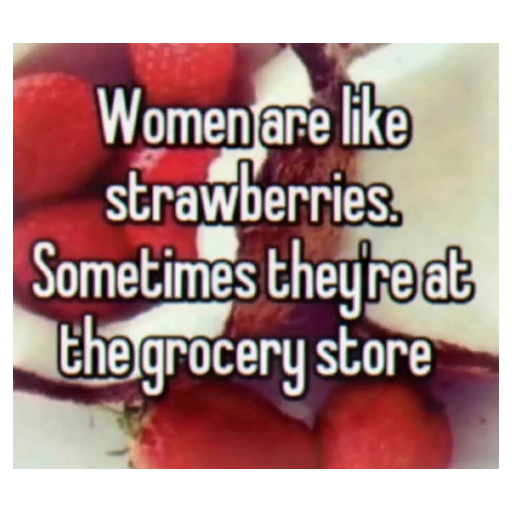 Women are like
strawberries.
Sometimes they're at
the grocery store